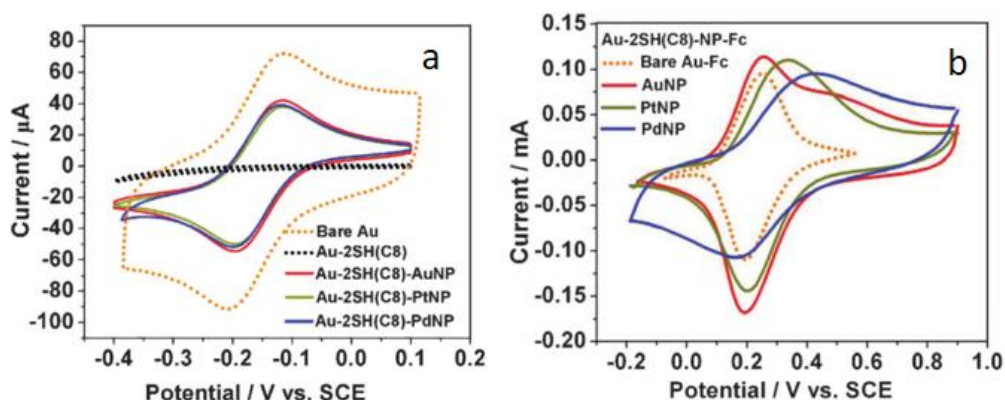 a
80
60
40
20
0
-20
-40
-60
-80
-100
Current / μA
Bare Au
Au-2SH(C8)
Au-2SH(C8)-AuNP
Au-2SH(C8)-PtNP
Au-2SH(C8)-PdNP
-0.4 -0.3 -0.2 -0.1 0.0 0.1 0.2
Potential / V vs. SCE
b
0.15
0.10
0.05
0.00
-0.05
-0.10
-0.15
-0.20
Current / mA
Au-2SH(C8)-NP-Fc
Bare Au-Fc
AuNP
PtNP
PdNP
-0.2 0.0 0.2 0.4 0.6 0.8 1.0
Potential / V vs. SCE